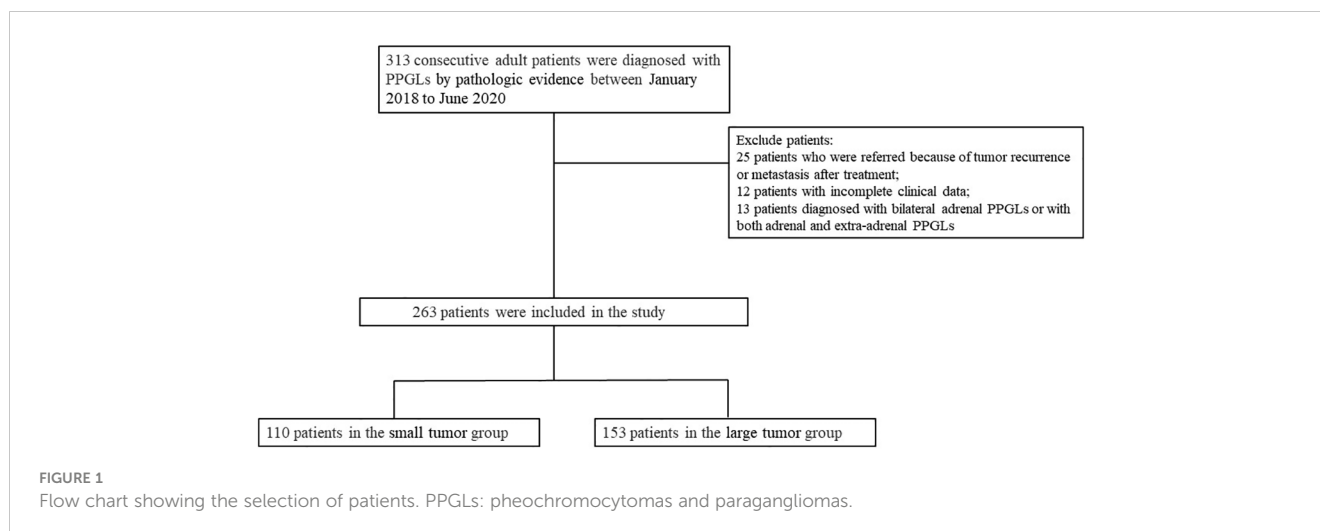 313 consecutive adult patients were diagnosed with
PPGLs by pathologic evidence between January
2018 to June 2020
Exclude patients:
25 patients who were referred because of tumor recurrence
or metastasis after treatment;
12 patients with incomplete clinical data;
13 patients diagnosed with bilateral adrenal PPGLs or with
both adrenal and extra-adrenal PPGLs
263 patients were included in the study
110 patients in the small tumor group
153 patients in the large tumor group
FIGURE 1
Flow chart showing the selection of patients. PPGLs: pheochromocytomas and paragangliomas.